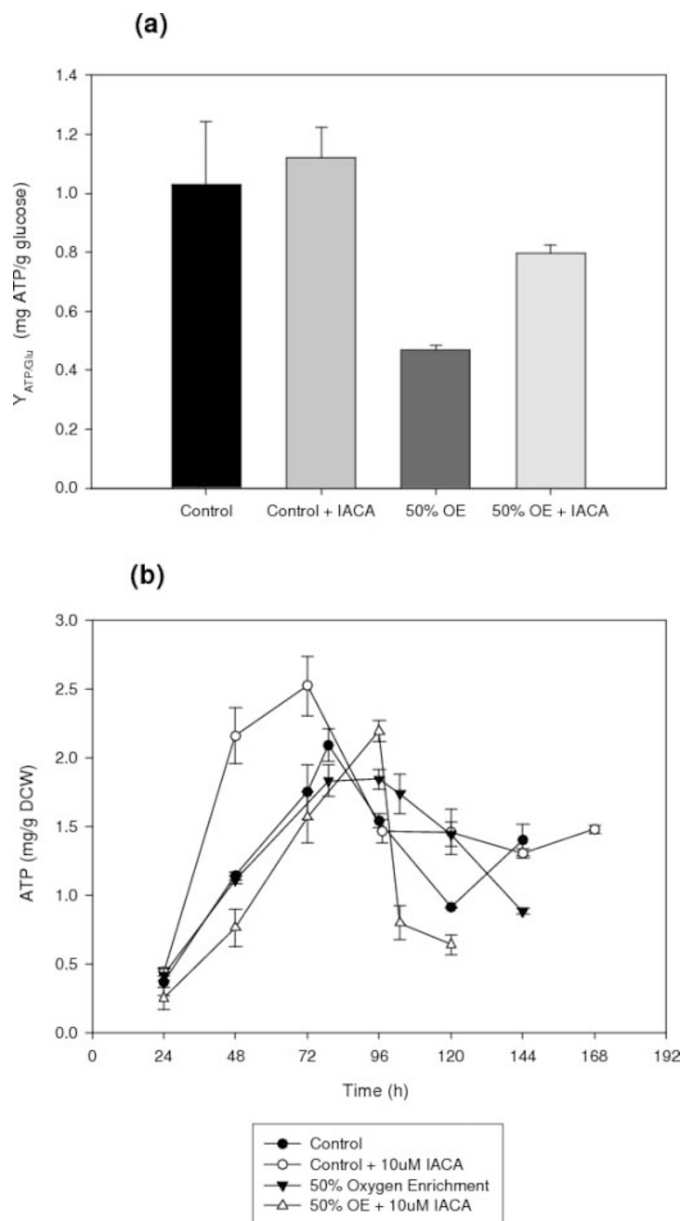 (a)
1.4
1.2
1.0
0.8
0.6
0.4
0.2
0.0
Y ATP/Glu (mg ATP/g glucose)
Control
Control + IACA
50% OE
50% OE + IACA
(b)
3.0
2.5
2.0
1.5
1.0
0.5
0.0
ATP (mg/g DCW)
0 24 48 72 96 120 144 168 192
Time (h)
Control
Control + 10uM IACA
50% Oxygen Enrichment
50% OE + 10uM IACA